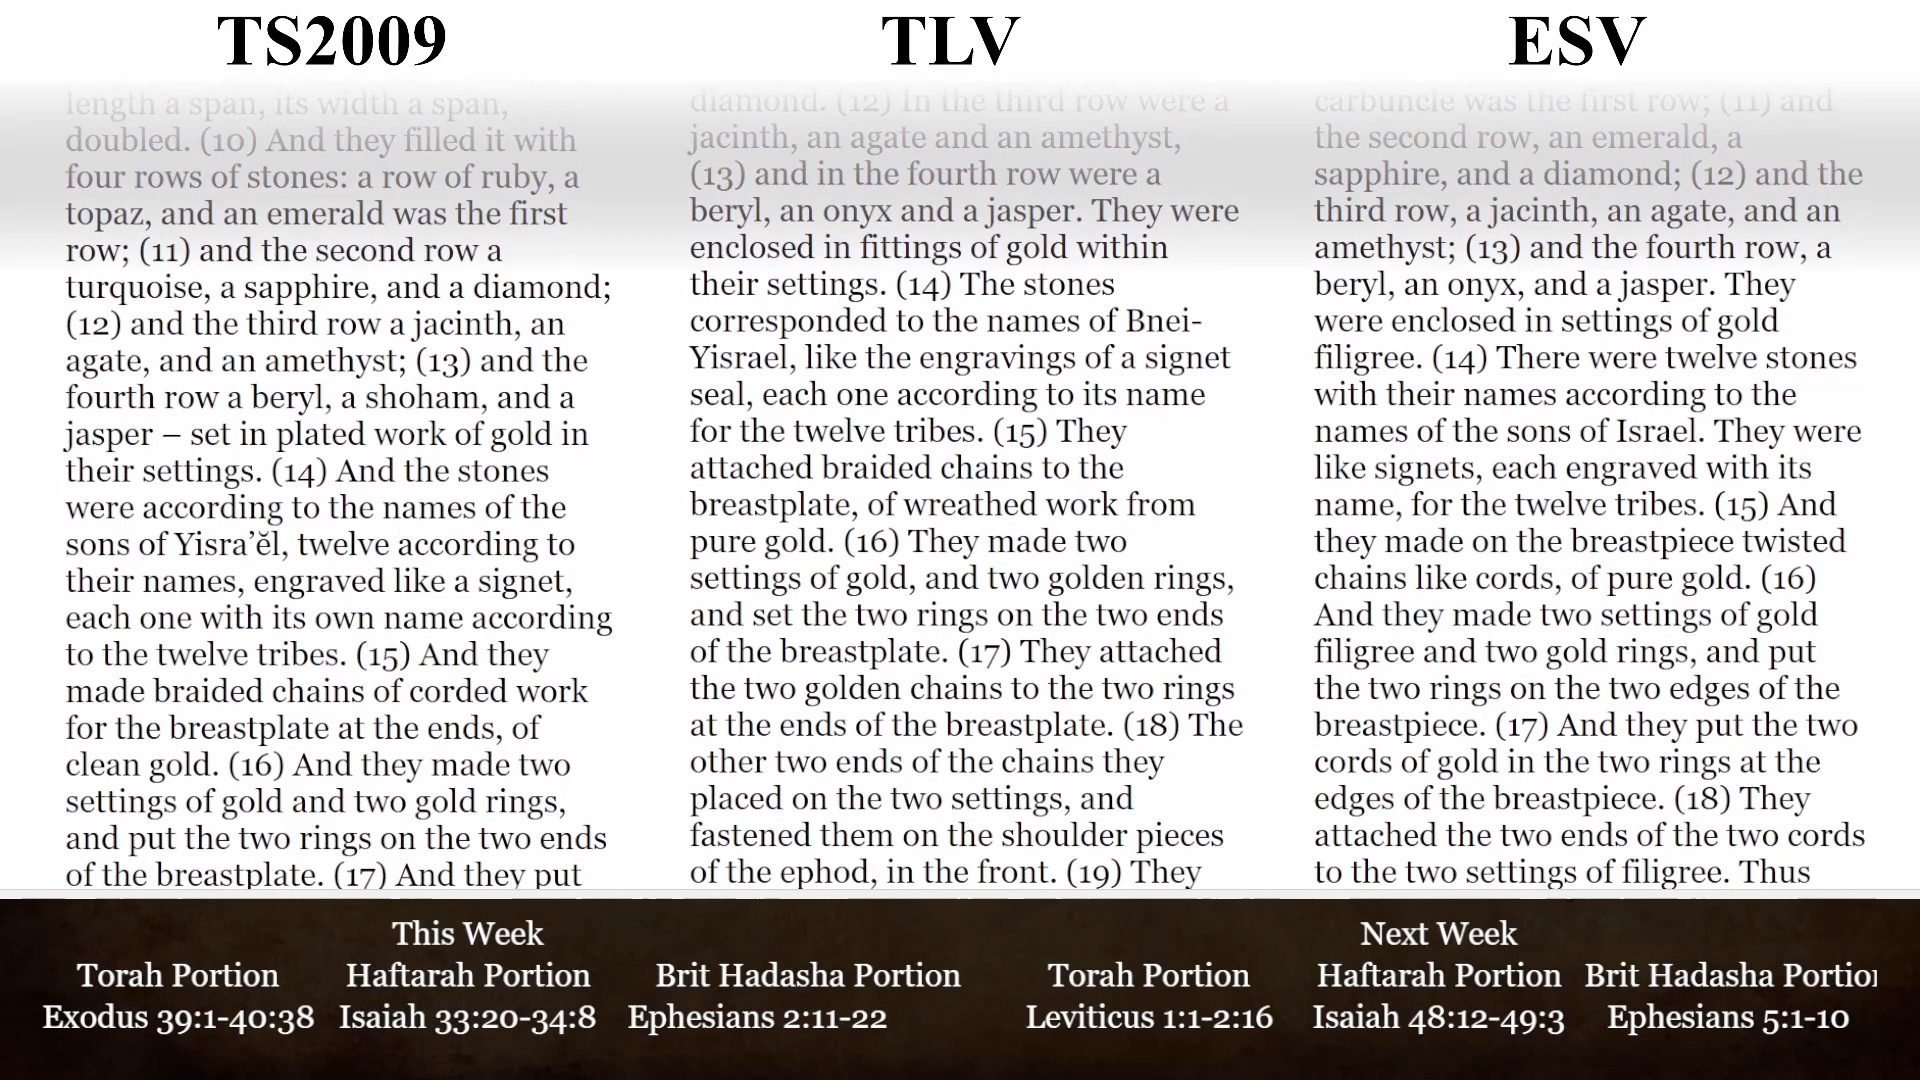 TS2009
length a span, its width a span,
doubled. (10) And they filled it with
four rows of stones: a row of ruby, a
topaz, and an emerald was the first
row; (11) and the second row a
turquoise, a sapphire, and a diamond;
(12) and the third row a jacinth, an
agate, and an amethyst; (13) and the
fourth row a beryl, a shoham, and a
jasper – set in plated work of gold in
their settings. (14) And the stones
were according to the names of the
sons of Yisra’ĕl, twelve according to
their names, engraved like a signet,
each one with its own name according
to the twelve tribes. (15) And they
made braided chains of corded work
for the breastplate at the ends, of
clean gold. (16) And they made two
settings of gold and two gold rings,
and put the two rings on the two ends
of the breastplate. (17) And they put
TLV
diamond. (12) In the third row were a
jacinth, an agate and an amethyst,
(13) and in the fourth row were a
beryl, an onyx and a jasper. They were
enclosed in fittings of gold within
their settings. (14) The stones
corresponded to the names of Bnei-
Yisrael, like the engravings of a signet
seal, each one according to its name
for the twelve tribes. (15) They
attached braided chains to the
breastplate, of wreathed work from
pure gold. (16) They made two
settings of gold, and two golden rings,
and set the two rings on the two ends
of the breastplate. (17) They attached
the two golden chains to the two rings
at the ends of the breastplate. (18) The
other two ends of the chains they
placed on the two settings, and
fastened them on the shoulder pieces
of the ephod, in the front. (19) They
ESV
carbuncle was the first row; (11) and
the second row, an emerald, a
sapphire, and a diamond; (12) and the
third row, a jacinth, an agate, and an
amethyst; (13) and the fourth row, a
beryl, an onyx, and a jasper. They
were enclosed in settings of gold
filigree. (14) There were twelve stones
with their names according to the
names of the sons of Israel. They were
like signets, each engraved with its
name, for the twelve tribes. (15) And
they made on the breastpiece twisted
chains like cords, of pure gold. (16)
And they made two settings of gold
filigree and two gold rings, and put
the two rings on the two edges of the
breastpiece. (17) And they put the two
cords of gold in the two rings at the
edges of the breastpiece. (18) They
attached the two ends of the two cords
to the two settings of filigree. Thus
This Week
Torah Portion Haftarah Portion Brit Hadasha Portion
Exodus 39:1-40:38 Isaiah 33:20-34:8 Ephesians 2:11-22
Next Week
Torah Portion Haftarah Portion Brit Hadasha Portion
Leviticus 1:1-2:16 Isaiah 48:12-49:3 Ephesians 5:1-10